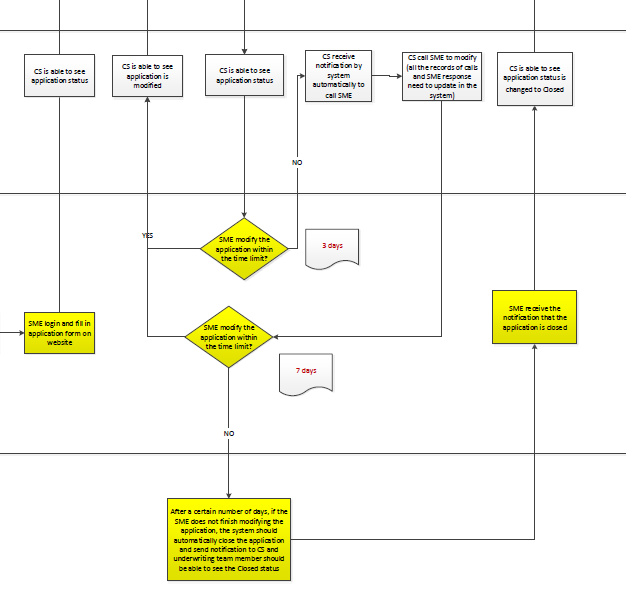 CS is able to see
application status
CS is able to see
application is
modified
CS is able to see
application status
CS receive
notification by
system
automatically to
call SME
CS call SME to modify
(all the records of calls
and SME response
need to update in the
system)
CS is able to see
application status is
changed to Closed
NO
YES
SME modify the
application within
the time limit?
3 days
SME login and fill in
application form on
website
SME modify the
application within
the time limit?
SME receive the
notification that the
application is closed
7 days
NO
After a certain number of days, if the
SME does not finish modifying the
application, the system should
automatically close the application
and send notification to CS and
underwriting team member should
be able to see the Closed status